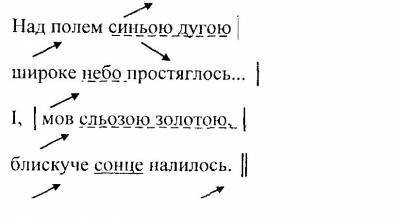 Над полем синьою дугою
широке небо простяглось...
І, мов сльозою золотою,
блискуче сонце налилось.